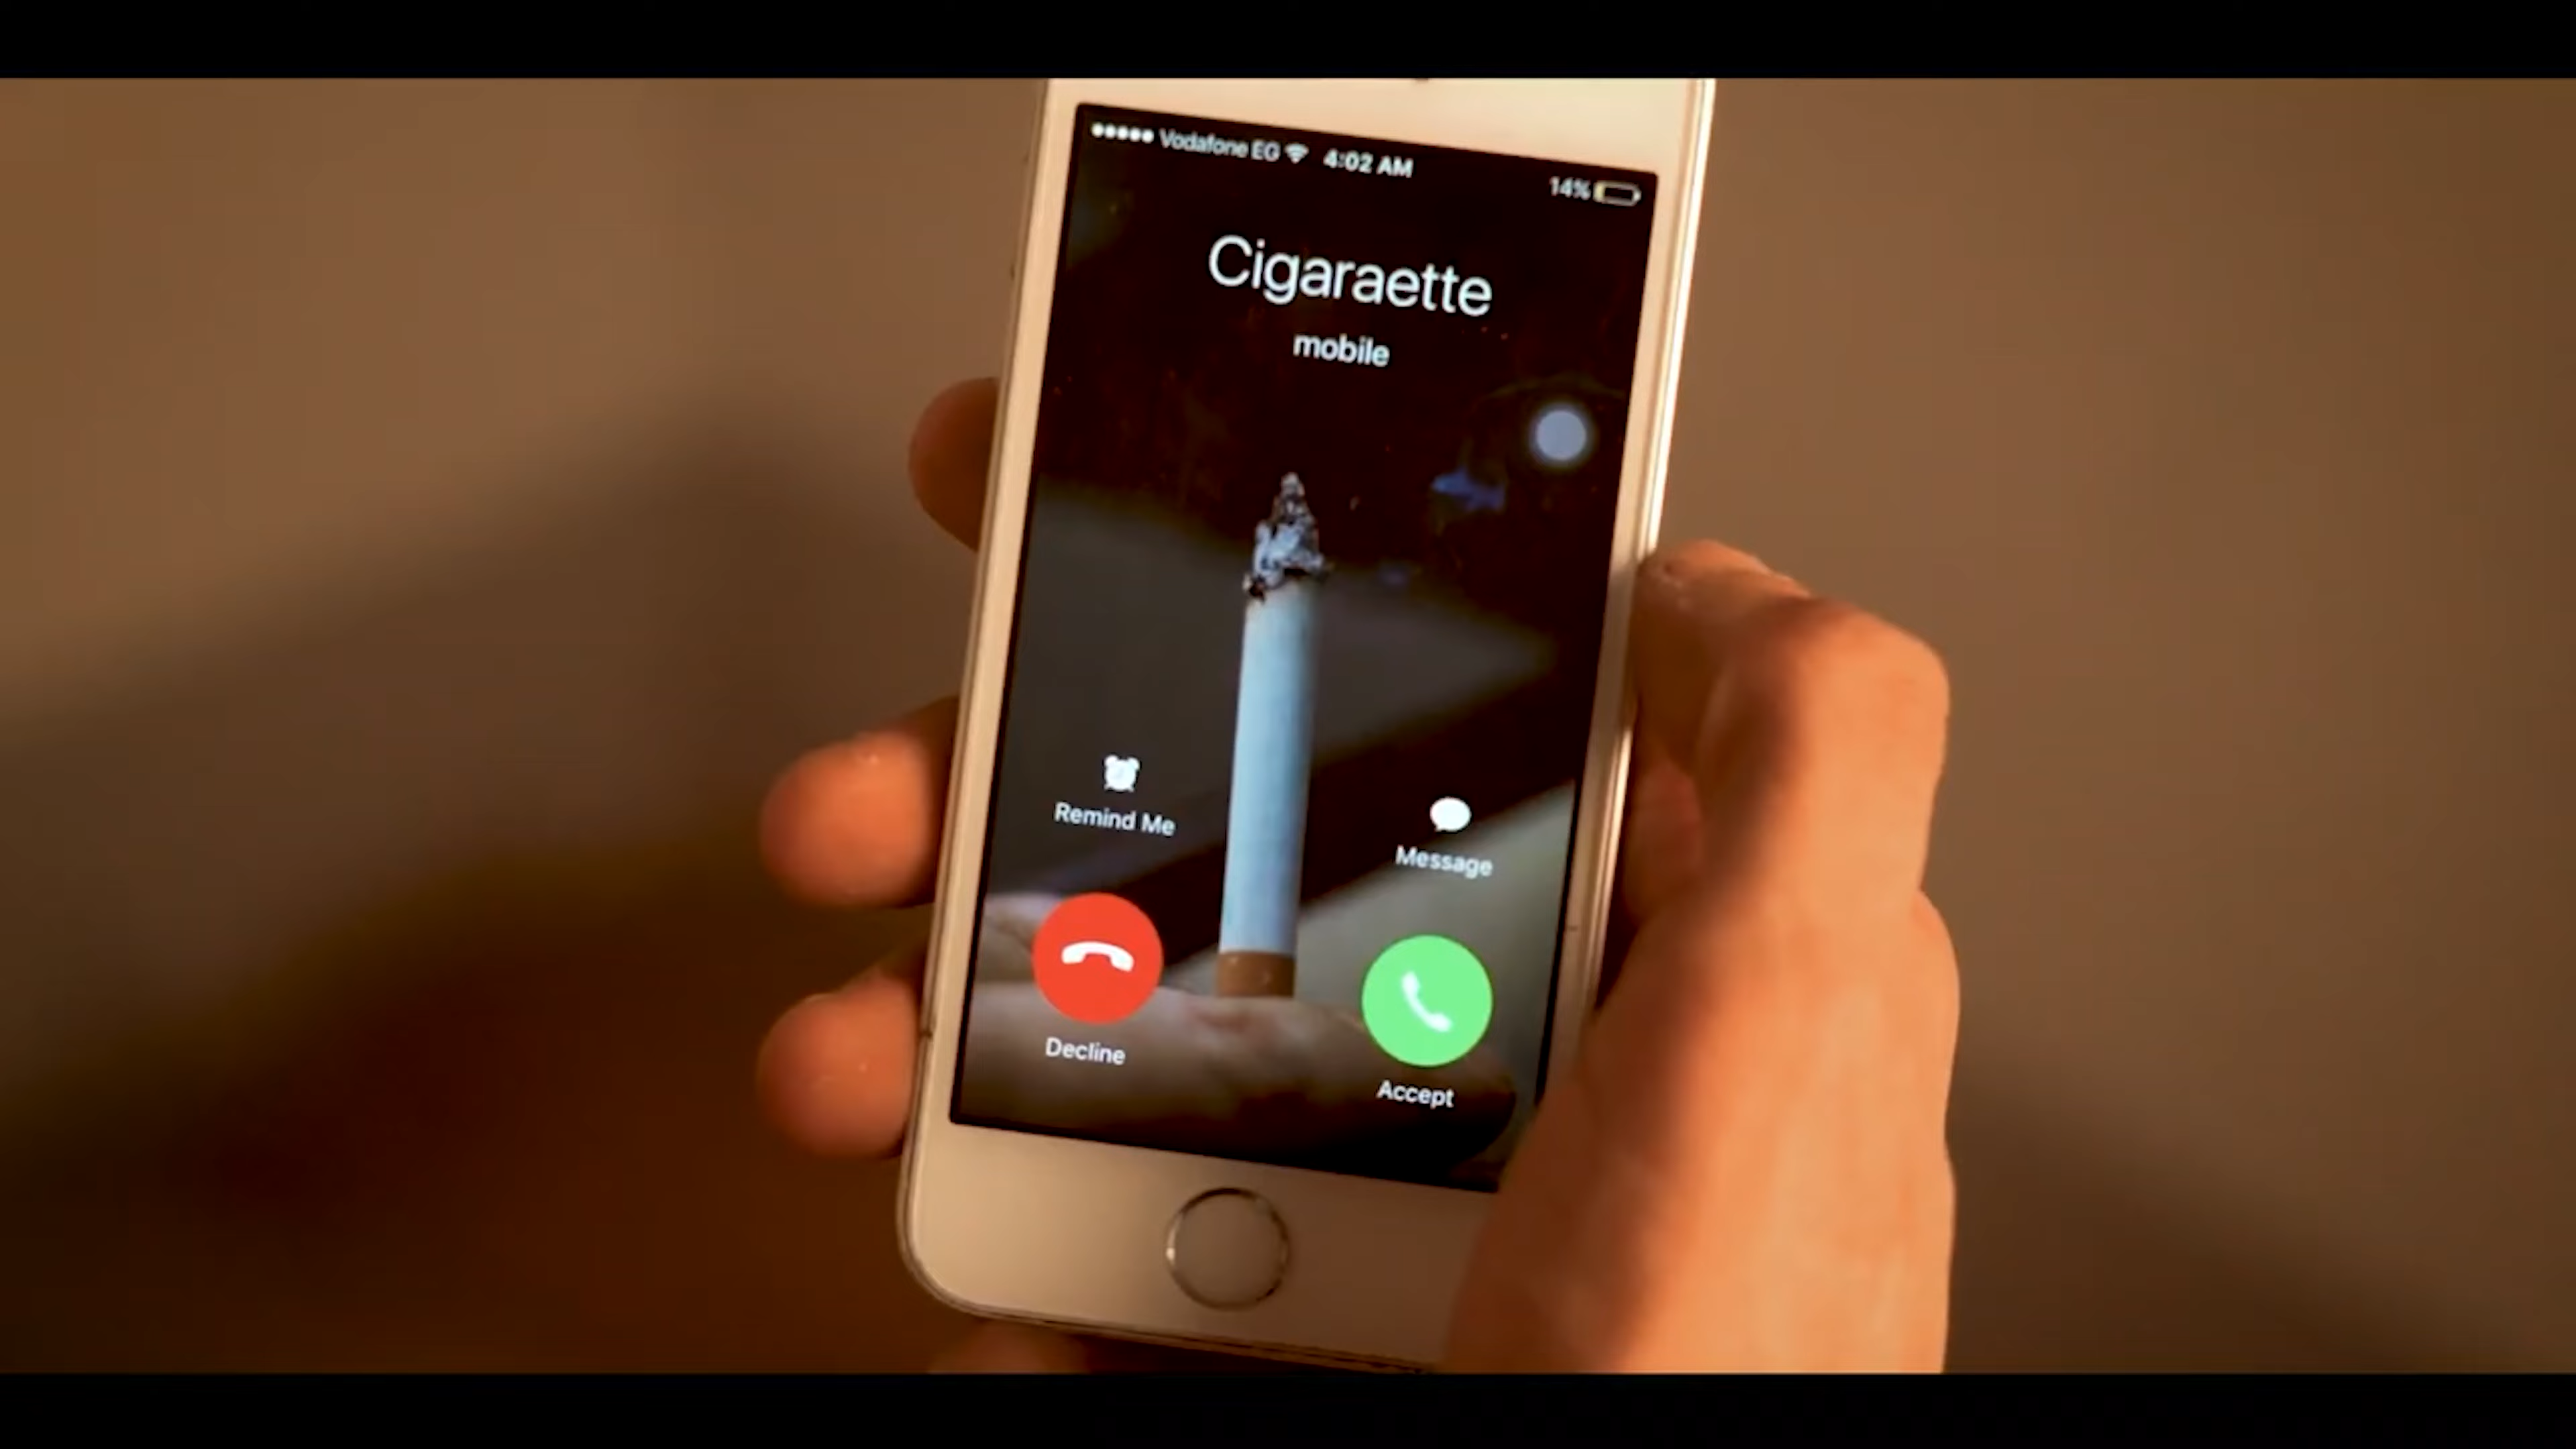 Vodafone EG 4:02 AM 14%
Cigaraette
mobile
Remind Me Message
Decline Accept